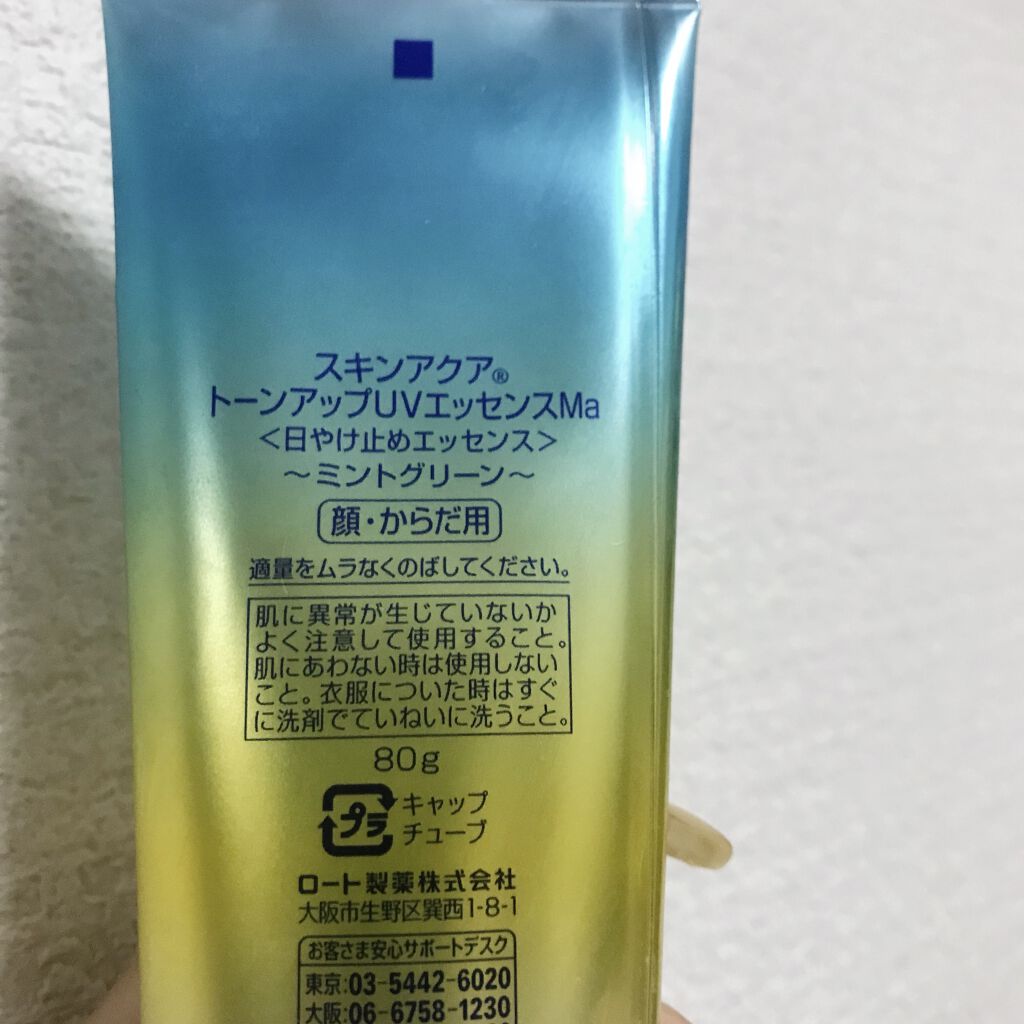 スキンアクア®
トーンアップUVエッセンスMa
＜日やけ止めエッセンス＞
～ミントグリーン～
顔・からだ用
適量をムラなくのばしてください。
肌に異常が生じていないか
よく注意して使用すること。
肌にあわない時は使用しない
こと。衣服についた時はすぐ
に洗剤でていねいに洗うこと。
80g
プラ
キャップ
チューブ
ロート製薬株式会社
大阪市生野区巽西1-8-1
お客さま安心サポートデスク
東京:03-5442-6020
大阪:06-6758-1230